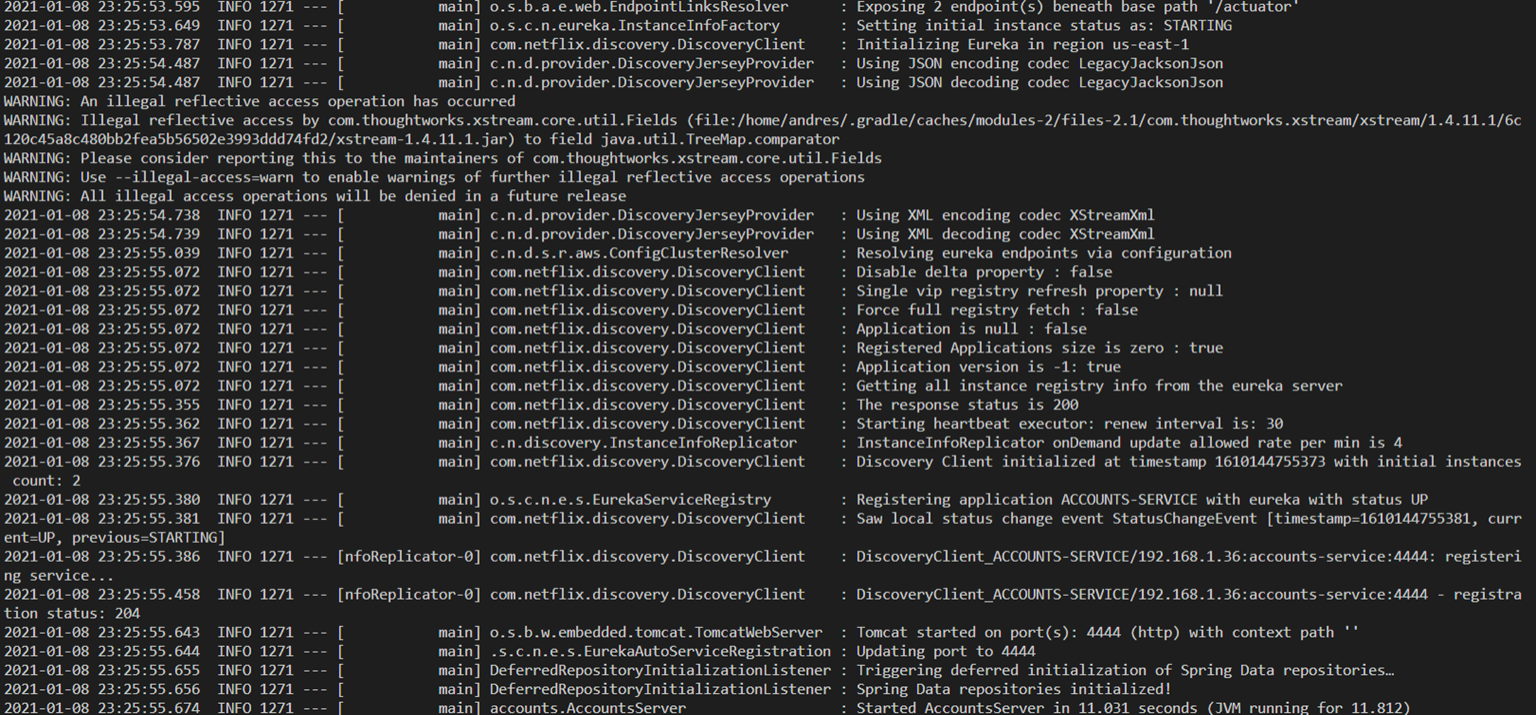 2021-01-08 23:25:53.595  INFO 1271 --- [           main] o.s.b.a.e.web.EndpointLinksResolver      : Exposing 2 endpoint(s) beneath base path '/actuator'
2021-01-08 23:25:53.649  INFO 1271 --- [           main] o.s.c.n.eureka.InstanceInfoFactory       : Setting initial instance status as: STARTING
2021-01-08 23:25:53.787  INFO 1271 --- [           main] com.netflix.discovery.DiscoveryClient    : Initializing Eureka in region us-east-1
2021-01-08 23:25:54.487  INFO 1271 --- [           main] c.n.d.provider.DiscoveryJerseyProvider   : Using JSON encoding codec LegacyJacksonJson
2021-01-08 23:25:54.487  INFO 1271 --- [           main] c.n.d.provider.DiscoveryJerseyProvider   : Using JSON decoding codec LegacyJacksonJson
WARNING: An illegal reflective access operation has occurred
WARNING: Illegal reflective access by com.thoughtworks.xstream.core.util.Fields (file:/home/andres/.gradle/caches/modules-2/files-2.1/com.thoughtworks.xstream/xstream/1.4.11.1/6c
120c45a8c480bb2fea5b56502e3993ddd74fd2/xstream-1.4.11.1.jar) to field java.util.TreeMap.comparator
WARNING: Please consider reporting this to the maintainers of com.thoughtworks.xstream.core.util.Fields
WARNING: Use --illegal-access=warn to enable warnings of further illegal reflective access operations
WARNING: All illegal access operations will be denied in a future release
2021-01-08 23:25:54.738  INFO 1271 --- [           main] c.n.d.provider.DiscoveryJerseyProvider   : Using XML encoding codec XStreamXml
2021-01-08 23:25:54.739  INFO 1271 --- [           main] c.n.d.provider.DiscoveryJerseyProvider   : Using XML decoding codec XStreamXml
2021-01-08 23:25:55.039  INFO 1271 --- [           main] c.n.d.s.r.aws.ConfigClusterResolver      : Resolving eureka endpoints via configuration
2021-01-08 23:25:55.072  INFO 1271 --- [           main] com.netflix.discovery.DiscoveryClient    : Disable delta property : false
2021-01-08 23:25:55.072  INFO 1271 --- [           main] com.netflix.discovery.DiscoveryClient    : Single vip registry refresh property : null
2021-01-08 23:25:55.072  INFO 1271 --- [           main] com.netflix.discovery.DiscoveryClient    : Force full registry fetch : false
2021-01-08 23:25:55.072  INFO 1271 --- [           main] com.netflix.discovery.DiscoveryClient    : Application is null : false
2021-01-08 23:25:55.072  INFO 1271 --- [           main] com.netflix.discovery.DiscoveryClient    : Registered Applications size is zero : true
2021-01-08 23:25:55.072  INFO 1271 --- [           main] com.netflix.discovery.DiscoveryClient    : Application version is -1: true
2021-01-08 23:25:55.072  INFO 1271 --- [           main] com.netflix.discovery.DiscoveryClient    : Getting all instance registry info from the eureka server
2021-01-08 23:25:55.355  INFO 1271 --- [           main] com.netflix.discovery.DiscoveryClient    : The response status is 200
2021-01-08 23:25:55.362  INFO 1271 --- [           main] com.netflix.discovery.DiscoveryClient    : Starting heartbeat executor: renew interval is: 30
2021-01-08 23:25:55.367  INFO 1271 --- [           main] c.n.discovery.InstanceInfoReplicator     : InstanceInfoReplicator onDemand update allowed rate per min is 4
2021-01-08 23:25:55.376  INFO 1271 --- [           main] com.netflix.discovery.DiscoveryClient    : Discovery Client initialized at timestamp 1610144755373 with initial instances
 count: 2
2021-01-08 23:25:55.380  INFO 1271 --- [           main] o.s.c.n.e.s.EurekaServiceRegistry        : Registering application ACCOUNTS-SERVICE with eureka with status UP
2021-01-08 23:25:55.381  INFO 1271 --- [           main] com.netflix.discovery.DiscoveryClient    : Saw local status change event StatusChangeEvent [timestamp=1610144755381, curr
ent=UP, previous=STARTING]
2021-01-08 23:25:55.386  INFO 1271 --- [nfoReplicator-0] com.netflix.discovery.DiscoveryClient    : DiscoveryClient_ACCOUNTS-SERVICE/192.168.1.36:accounts-service:4444: registeri
ng service...
2021-01-08 23:25:55.458  INFO 1271 --- [nfoReplicator-0] com.netflix.discovery.DiscoveryClient    : DiscoveryClient_ACCOUNTS-SERVICE/192.168.1.36:accounts-service:4444 - registra
tion status: 204
2021-01-08 23:25:55.643  INFO 1271 --- [           main] o.s.b.w.embedded.tomcat.TomcatWebServer  : Tomcat started on port(s): 4444 (http) with context path ''
2021-01-08 23:25:55.644  INFO 1271 --- [           main] .s.c.n.e.s.EurekaAutoServiceRegistration : Updating port to 4444
2021-01-08 23:25:55.655  INFO 1271 --- [           main] DeferredRepositoryInitializationListener : Triggering deferred initialization of Spring Data repositories…
2021-01-08 23:25:55.656  INFO 1271 --- [           main] DeferredRepositoryInitializationListener : Spring Data repositories initialized!
2021-01-08 23:25:55.674  INFO 1271 --- [           main] accounts.AccountsServer                  : Started AccountsServer in 11.031 seconds (JVM running for 11.812)